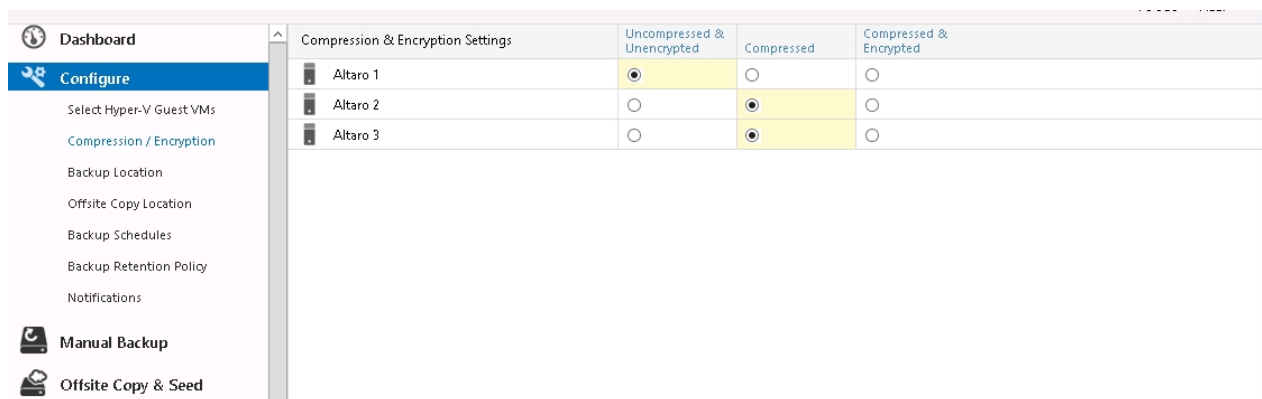 Dashboard
Configure
Select Hyper-V Guest VMs
Compression / Encryption
Backup Location
Offsite Copy Location
Backup Schedules
Backup Retention Policy
Notifications
Manual Backup
Offsite Copy & Seed
Compression & Encryption Settings
Uncompressed &
Unencrypted
Compressed
Compressed &
Encrypted
Altaro 1
Altaro 2
Altaro 3